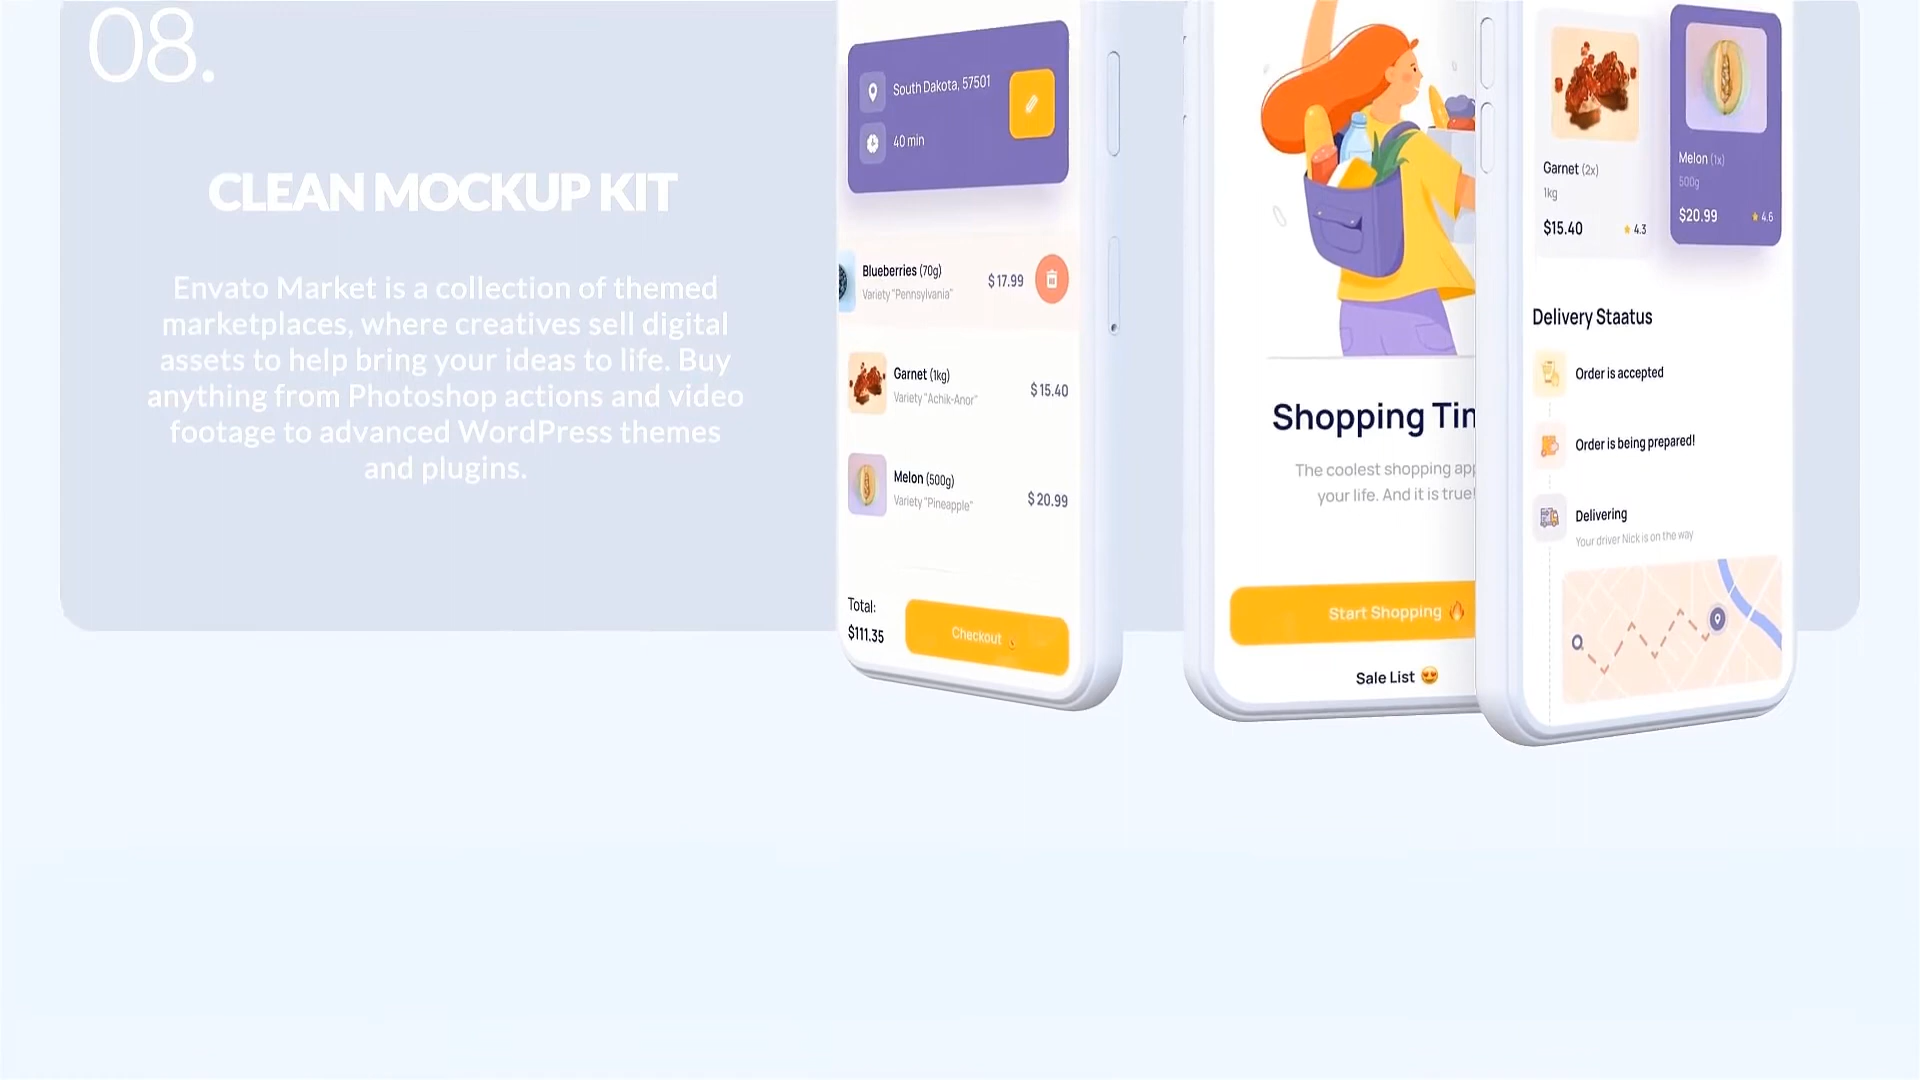 08.
CLEAN MOCKUP KIT
Envato Market is a collection of themed
marketplaces, where creatives sell digital
assets to help bring your ideas to life. Buy
anything from Photoshop actions and video
footage to advanced WordPress themes
and plugins.
South Dakota, 57501
40 min
Blueberries (70g)
Variety "Pennsylvania"
$17.99
Garnet (1kg)
Variety "Achik-Anor"
$15.40
Melon (500g)
Variety "Pineapple"
$20.99
Total:
$111.35
Checkout
Shopping Tim
The coolest shopping app
your life. And it is true!
Start Shopping
Sale List
Garnet (2x)
1kg
$15.40
4.3
Melon (1x)
500g
$20.99
4.6
Delivery Staatus
Order is accepted
Order is being prepared!
Delivering
Your driver Nick is on the way